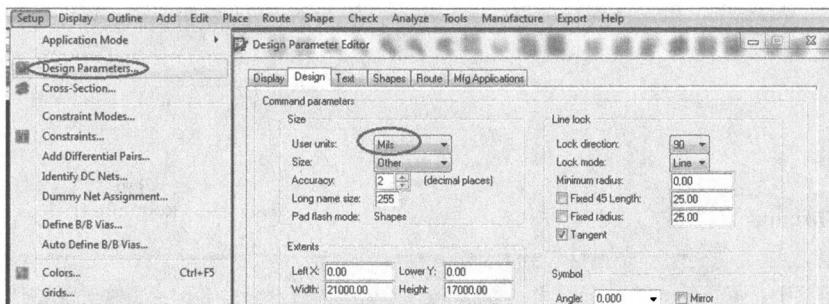 Setup Display Outline Add Edit Place Route Shape Check Analyze Tools Manufacture Export Help
Application Mode
Design Parameters...
Cross-Section...
Constraint Modes...
Constraints...
Add Differential Pairs...
Identify DC Nets...
Dummy Net Assignment...
Define B/B Vias...
Auto Define B/B Vias...
Colors... Ctrl+F5
Grids...
Design Parameter Editor
Display Design Text Shapes Route Mfg Applications
Command parameters
Size
User units: Mils
Size: Other
Accuracy: 2 (decimal places)
Long name size: 255
Pad flash mode: Shapes
Extents
Left X: 0.00 Lower Y: 0.00
Width: 21000.00 Height: 17000.00
Line lock
Lock direction: 90
Lock mode: Line
Minimum radius: 0.00
Fixed 45 Length: 25.00
Fixed radius: 25.00
Tangent
Symbol
Angle: 0.000 Mirror